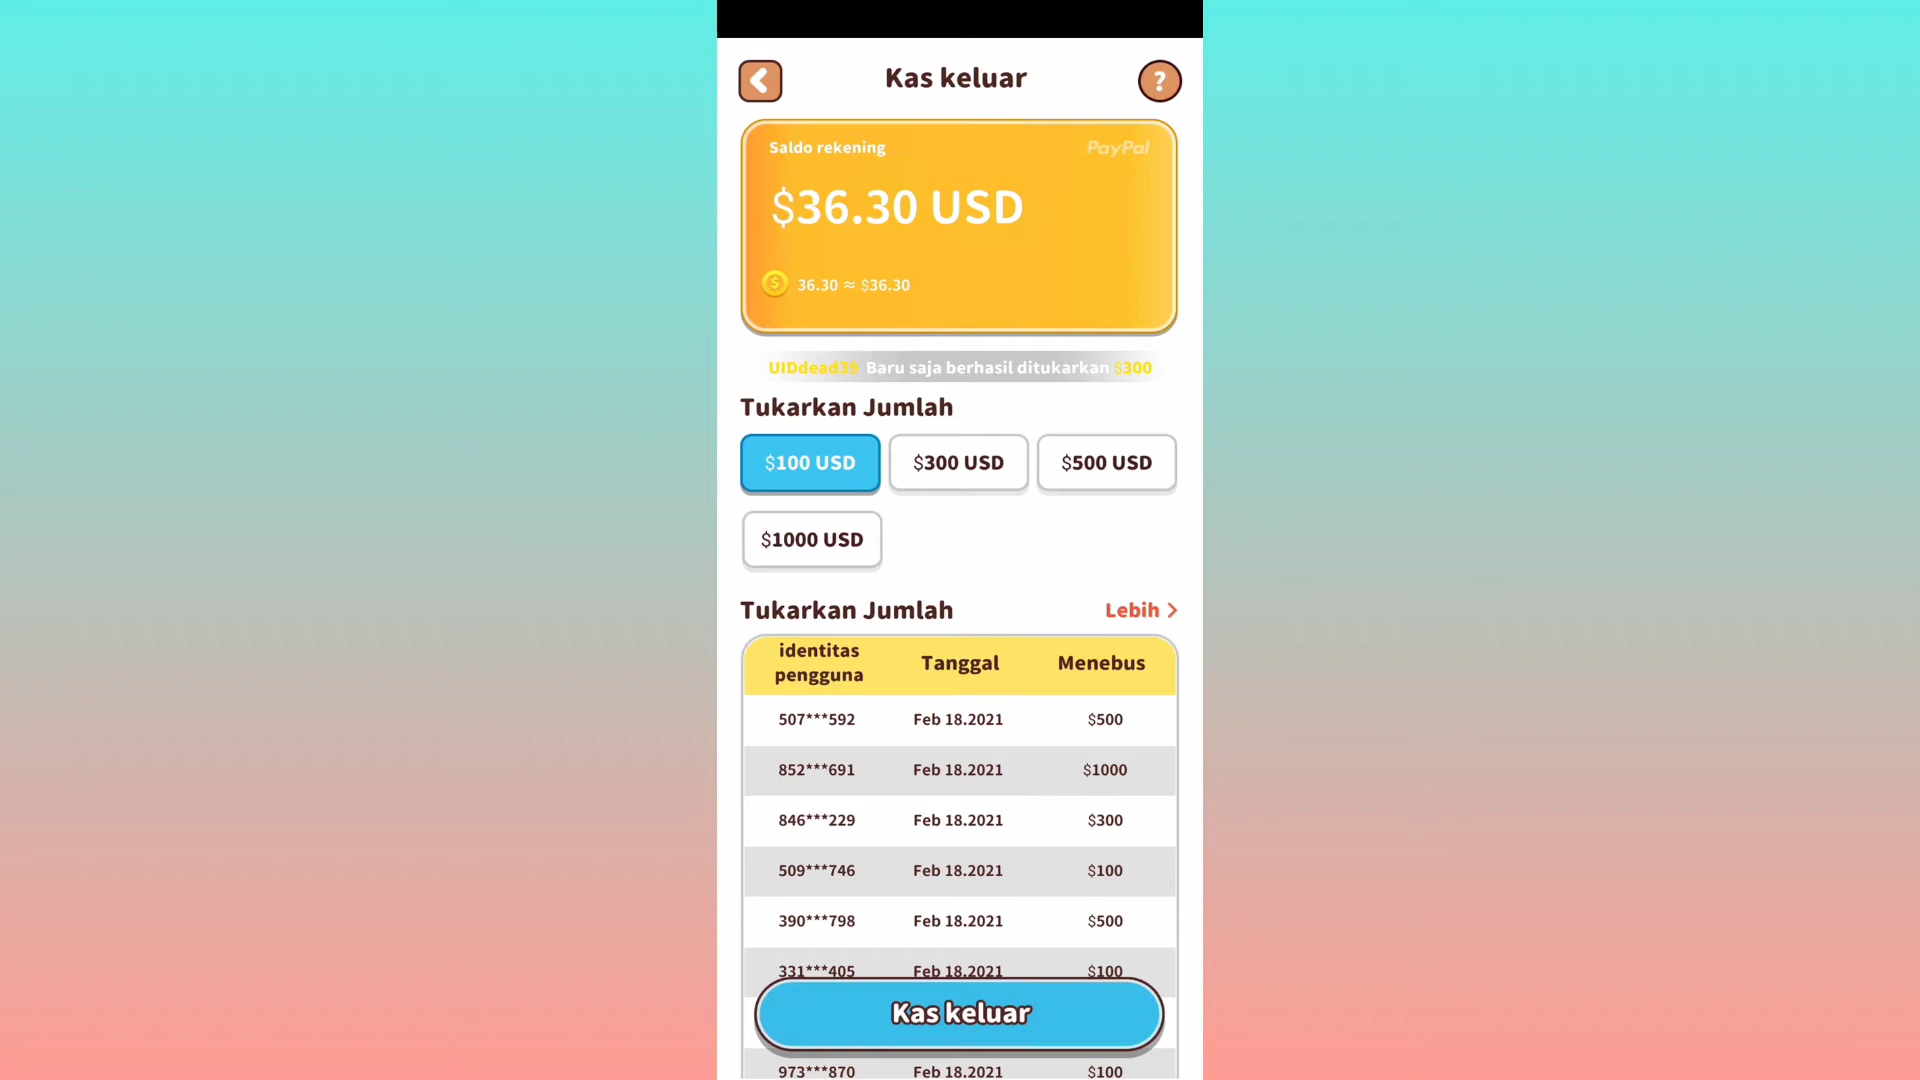 Kas keluar
?
Saldo rekening
PayPal
$36.30 USD
$ 36.30 ≈ $36.30
UIDdead39 Baru saja berhasil ditukarkan $300
Tukarkan Jumlah
$100 USD
$300 USD
$500 USD
$1000 USD
Tukarkan Jumlah
Lebih >
identitas
pengguna
Tanggal
Menebus
507***592 Feb 18.2021 $500
852***691 Feb 18.2021 $1000
846***229 Feb 18.2021 $300
509***746 Feb 18.2021 $100
390***798 Feb 18.2021 $500
331***405 Feb 18.2021 $100
Kas keluar
973***870 Feb 18.2021 $100